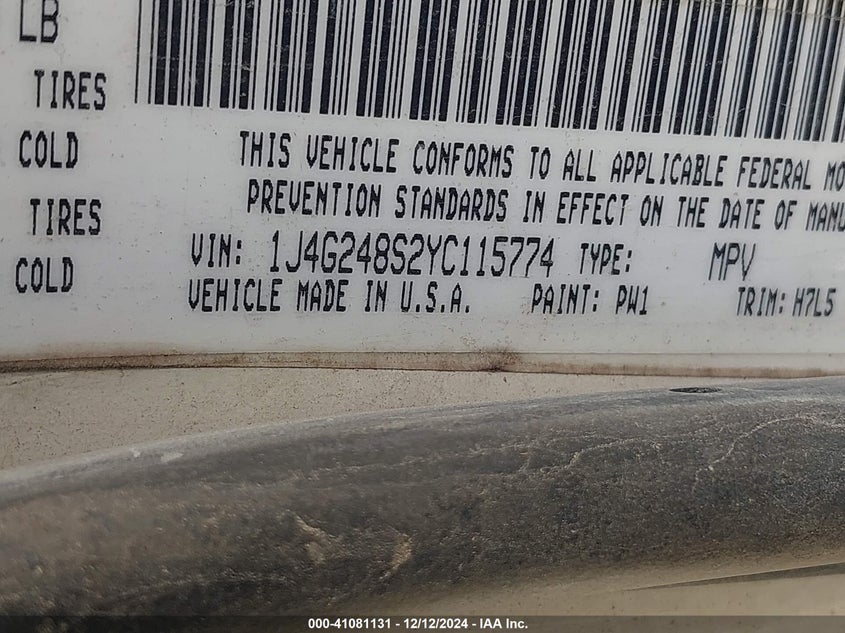 LB
TIRES
COLD THIS VEHICLE CONFORMS TO ALL APPLICABLE FEDERAL MO
PREVENTION STANDARDS IN EFFECT ON THE DATE OF MANU
TIRES VIN: 1J4G248S2YC115774 TYPE: MPV
COLD VEHICLE MADE IN U.S.A. PAINT: PW1 TRIM: H7L5
000-41081131 - 12/12/2024 - IAA Inc.